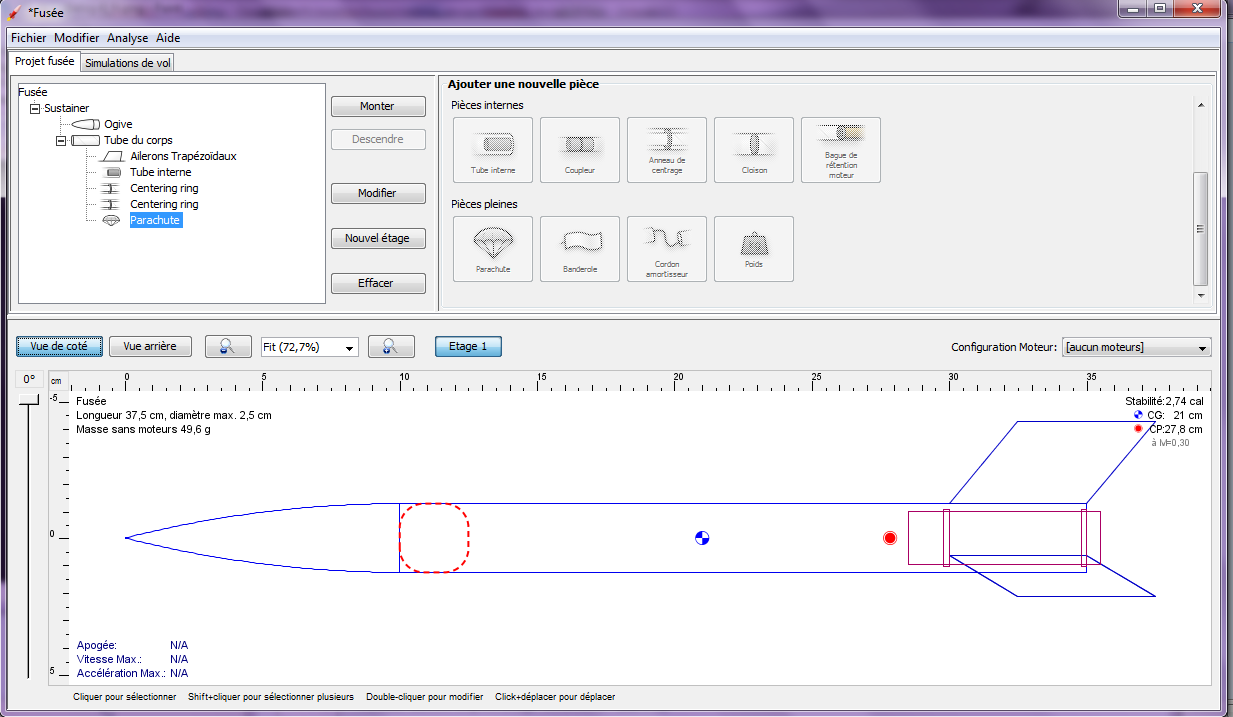 *Fusée
Fichier Modifier Analyse Aide
Projet fusée Simulations de vol
Fusée
Sustainer
Ogive
Tube du corps
Ailerons Trapézoïdaux
Tube interne
Centering ring
Centering ring
Parachute
Monter
Descendre
Modifier
Nouvel étage
Effacer
Ajouter une nouvelle pièce
Pièces internes
Tube interne
Coupleur
Anneau de
centrage
Cloison
Bague de
rétention
moteur
Pièces pleines
Parachute
Banderole
Cordon
amortisseur
Poids
Vue de coté Vue arrière Fit (72,7%) Etage 1 Configuration Moteur: [aucun moteurs]
0° cm 0 5 10 15 20 25 30 35
-5
0
5
Fusée
Longueur 37,5 cm, diamètre max. 2,5 cm
Masse sans moteurs 49,6 g
Stabilité:2,74 cal
CG: 21 cm
CP:27,8 cm
à M=0,30
Apogée: N/A
Vitesse Max.: N/A
Accélération Max.: N/A
Cliquer pour sélectionner Shift+cliquer pour sélectionner plusieurs Double-cliquer pour modifier Click+déplacer pour déplacer